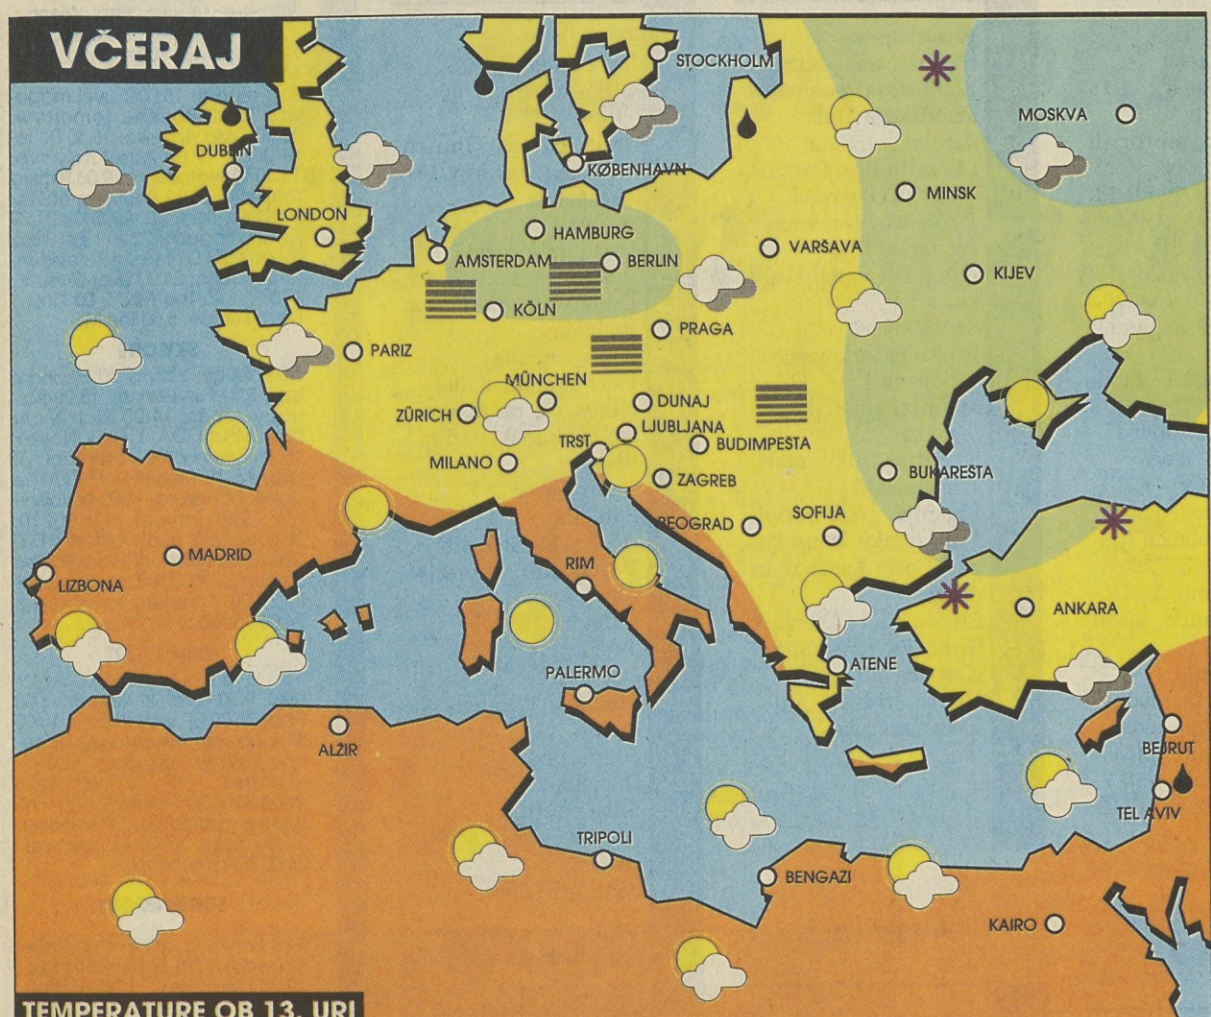 VČERAJ
STOCKHOLM
MOSKVA
DUBLIN
KØBENHAVN
MINSK
LONDON
HAMBURG
VARŠAVA
AMSTERDAM
BERLIN
KIJEV
KÖLN
PRAGA
PARIZ
MÜNCHEN
ZÜRICH
DUNAJ
LJUBLJANA
TRST
BUDIMPEŠTA
MILANO
BUKAREŠTA
ZAGREB
SOFIJA
BEOGRAD
MADRID
RIM
LIZBONA
ANKARA
ATENE
PALERMO
ALŽIR
BEJRUT
TEL AVIV
TRIPOLI
BENGAZI
KAIRO
TEMPERATURE OB 13. URI